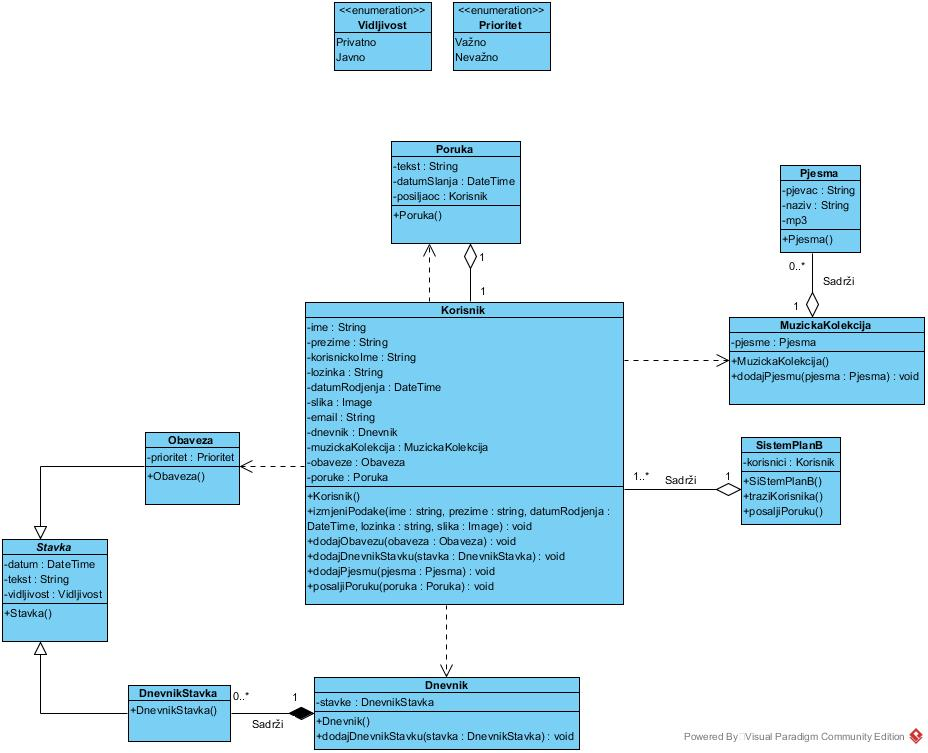 <<enumeration>>
Vidljivost
Privatno
Javno
<<enumeration>>
Prioritet
Važno
Nevažno
Poruka
-tekst : String
-datumSlanja : DateTime
-posiljaoc : Korisnik
+Poruka()
1
1
Pjesma
-pjevac : String
-naziv : String
-mp3
+Pjesma()
0..*
Sadrži
1
MuzickaKolekcija
-pjesme : Pjesma
+MuzickaKolekcija()
+dodajPjesmu(pjesma : Pjesma) : void
Korisnik
-ime : String
-prezime : String
-korisnickoIme : String
-lozinka : String
-datumRodjenja : DateTime
-slika : Image
-email : String
-dnevnik : Dnevnik
-muzickaKolekcija : MuzickaKolekcija
-obaveze : Obaveza
-poruke : Poruka
+Korisnik()
+izmjeniPodake(ime : string, prezime : string, datumRodjenja :
DateTime, lozinka : string, slika : Image) : void
+dodajObavezu(obaveza : Obaveza) : void
+dodajDnevnikStavku(stavka : DnevnikStavka) : void
+dodajPjesmu(pjesma : Pjesma) : void
+posaljiPoruku(poruka : Poruka) : void
1..*
Sadrži
1
SistemPlanB
-korisnici : Korisnik
+SiStemPlanB()
+traziKorisnika()
+posaljiPoruku()
Obaveza
-prioritet : Prioritet
+Obaveza()
Stavka
-datum : DateTime
-tekst : String
-vidljivost : Vidljivost
+Stavka()
DnevnikStavka
+DnevnikStavka()
0..*
Sadrži
1
Dnevnik
-stavke : DnevnikStavka
+Dnevnik()
+dodajDnevnikStavku(stavka : DnevnikStavka) : void
Powered By Visual Paradigm Community Edition